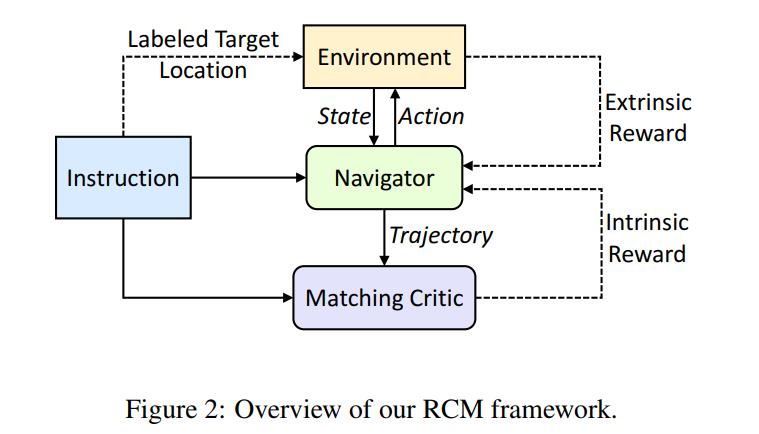 Labeled Target
Location
Environment
State
Action
Extrinsic
Reward
Instruction
Navigator
Trajectory
Intrinsic
Reward
Matching Critic
Figure 2: Overview of our RCM framework.